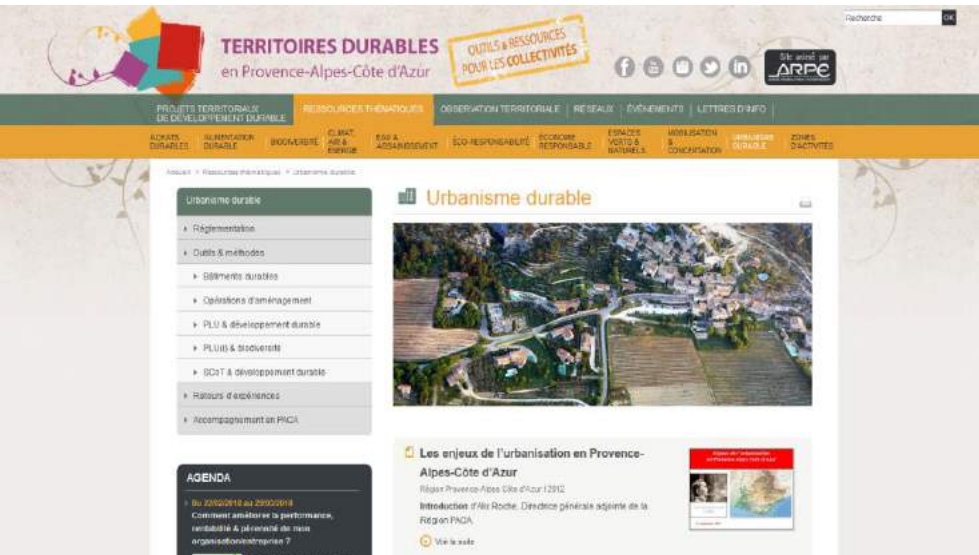 Recherche
OK
TERRITOIRES DURABLES
en Provence-Alpes-Côte d'Azur
OUTILS & RESSOURCES
POUR LES COLLECTIVITÉS
Site animé par
ARPE
PROJETS TERRITORIAUX
DE DÉVELOPPEMENT DURABLE
RESSOURCES THÉMATIQUES
OBSERVATION TERRITORIALE | RÉSEAUX | ÉVÉNEMENTS | LETTRES D'INFO |
ACHATS
DURABLES
ALIMENTATION
DURABLE
BIODIVERSITÉ
CLIMAT,
AIR &
ÉNERGIE
EAU &
ASSAINISSEMENT
ÉCO-RESPONSABILITÉ
ÉCONOMIE
RESPONSABLE
ESPACES
VERTS &
NATURELS
MOBILISATION
&
CONCERTATION
URBANISME
DURABLE
ZONES
D'ACTIVITÉS
Accueil > Ressources thématiques > Urbanisme durable
Urbanisme durable
Réglementation
Outils & méthodes
Bâtiments durables
Opérations d'aménagement
PLU & développement durable
PLU(i) & biodiversité
SCoT & développement durable
Retours d'expériences
Accompagnement en PACA
AGENDA
Du 22/02/2018 au 29/03/2018
Comment améliorer la performance,
rentabilité & pérennité de mon
organisation/entreprise ?
Urbanisme durable
Les enjeux de l'urbanisation en Provence-
Alpes-Côte d'Azur
Région Provence-Alpes-Côte d'Azur / 2012
Introduction d'Alix Roche, Directrice générale adjointe de la
Région PACA.
Voir la suite